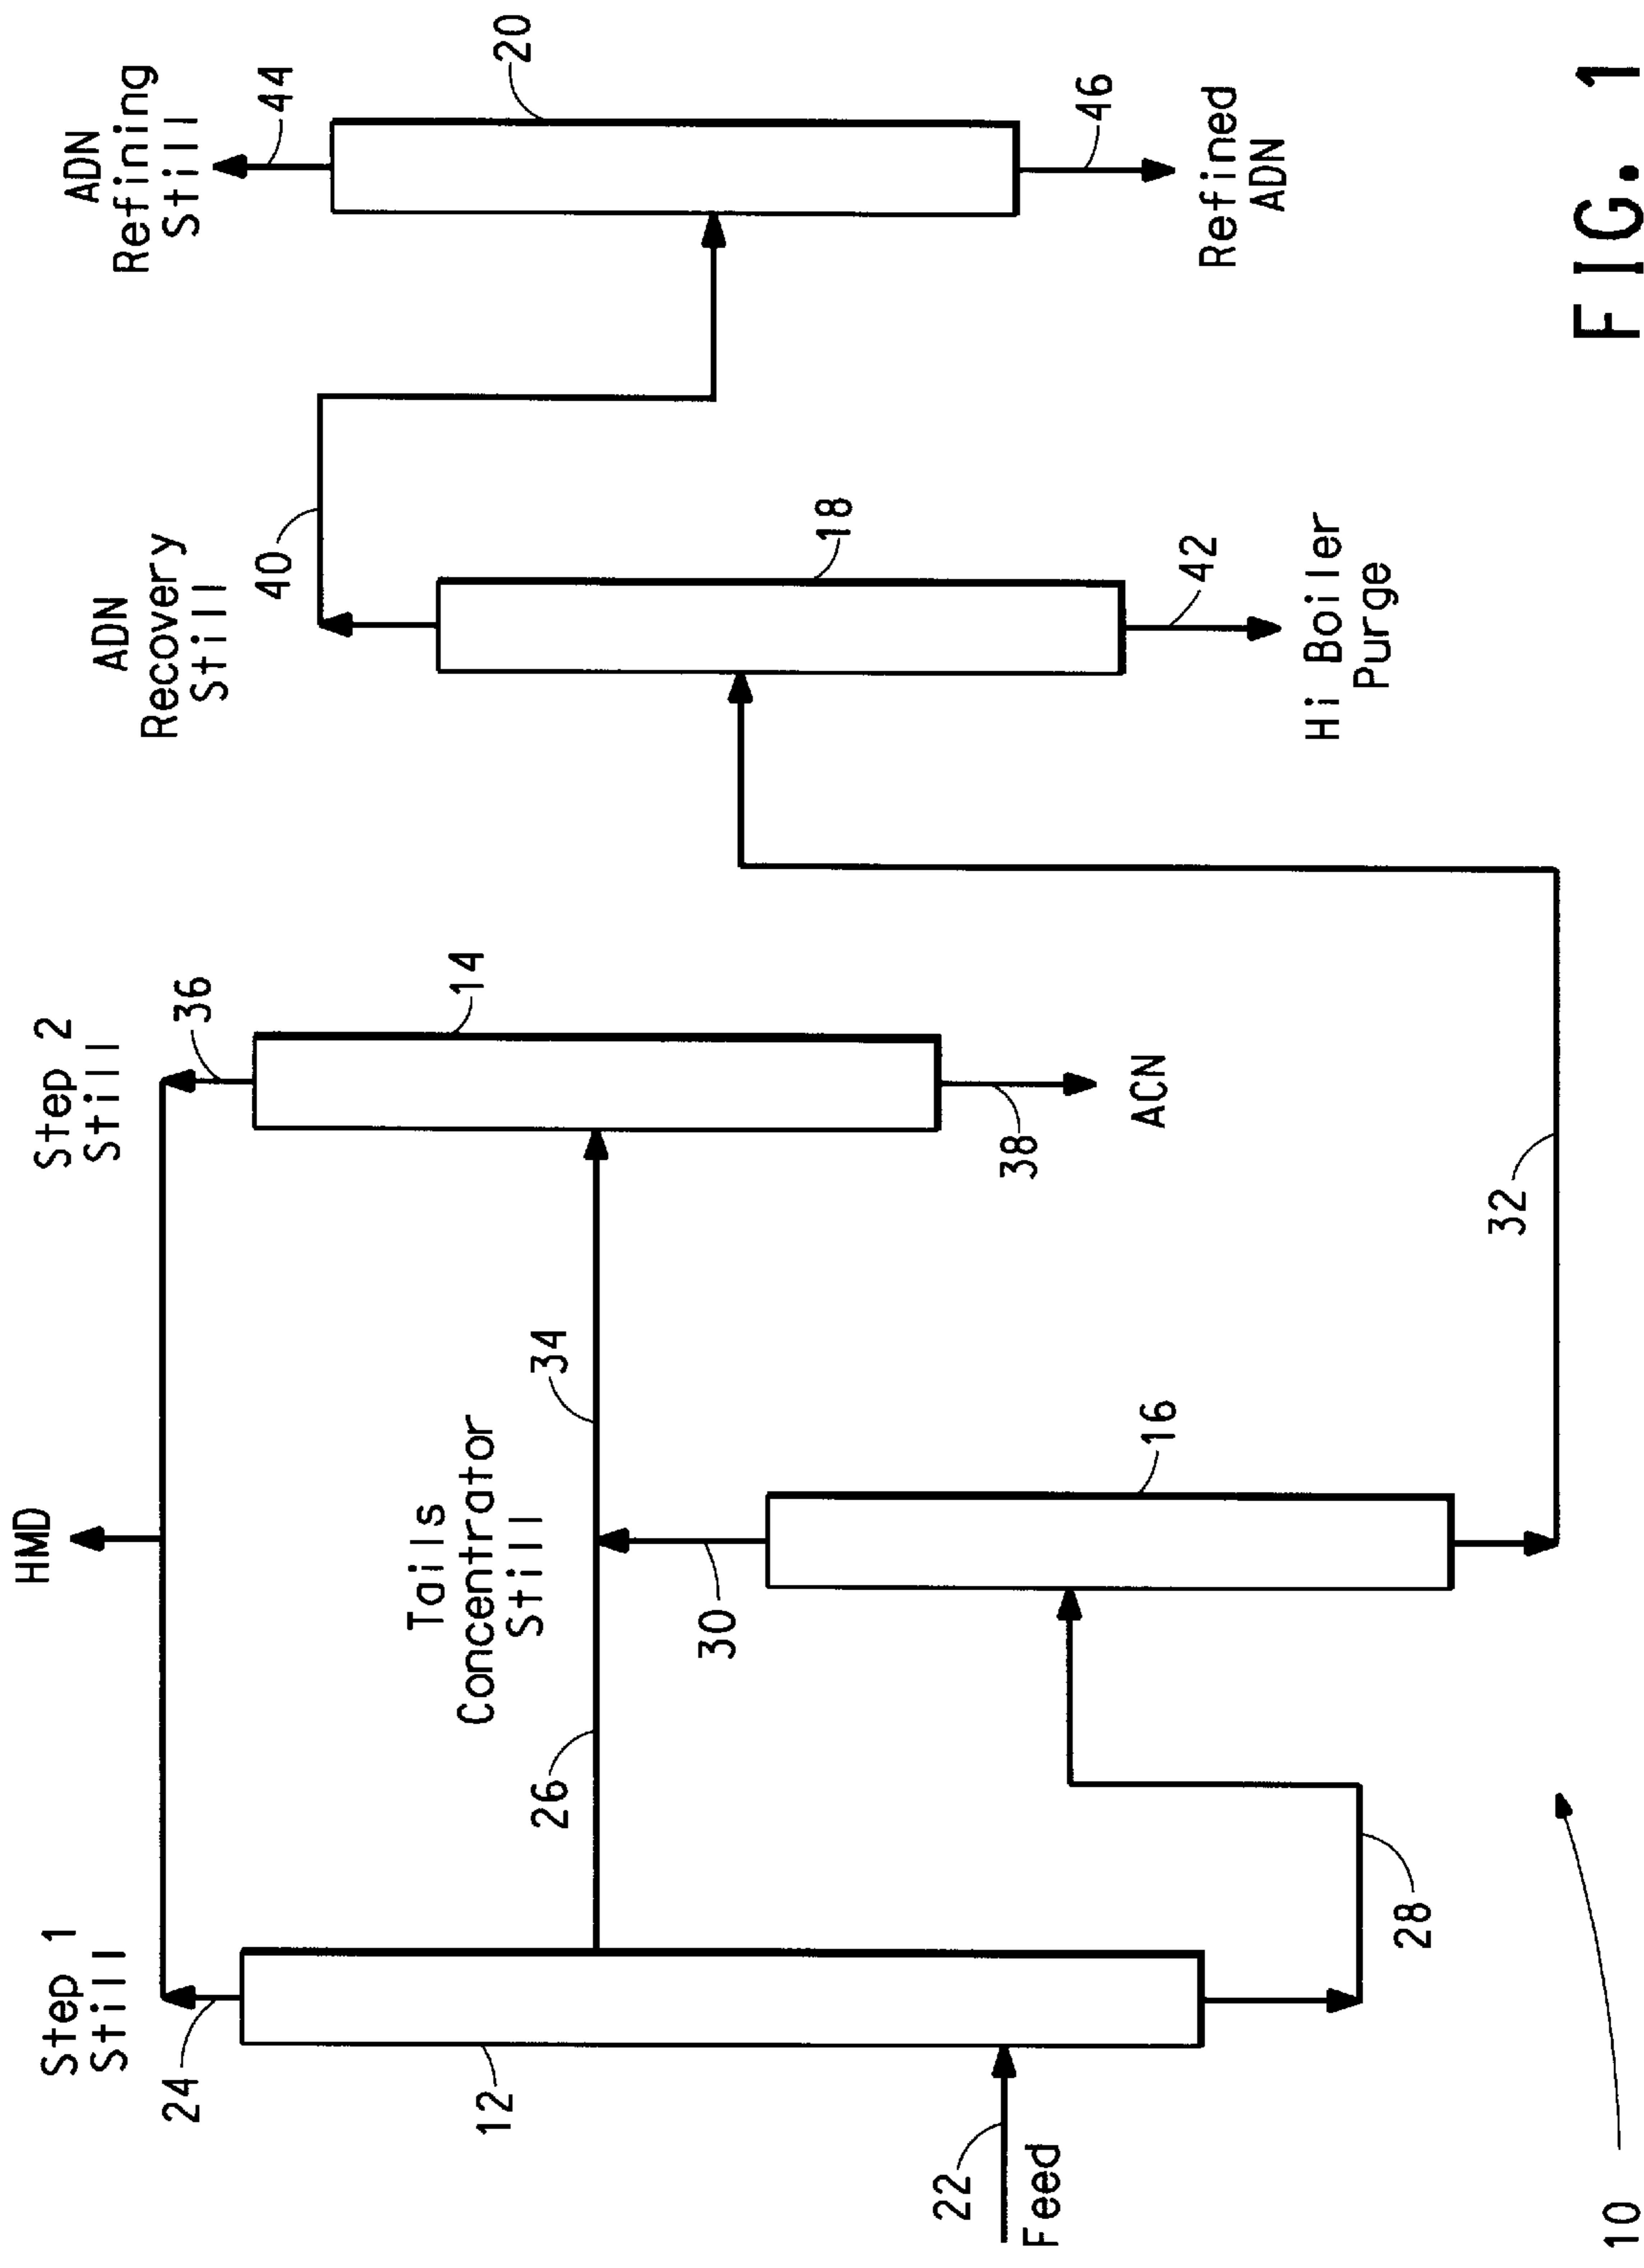 HMD
Step 1
Still
24
12
22
Feed
26
Tails
Concentrator
Still
34
30
16
28
Step 2
Still
36
14
38
ACN
32
ADN
Recovery
Still
40
18
42
Hi Boiler
Purge
ADN
Refining
Still
44
20
46
Refined
ADN
10
FIG. 1